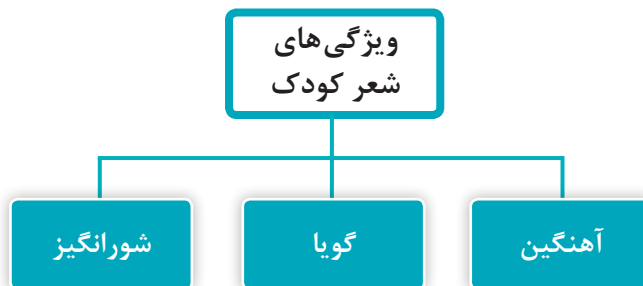 ویژگی‌های
شعر کودک
آهنگین
گویا
شورانگیز